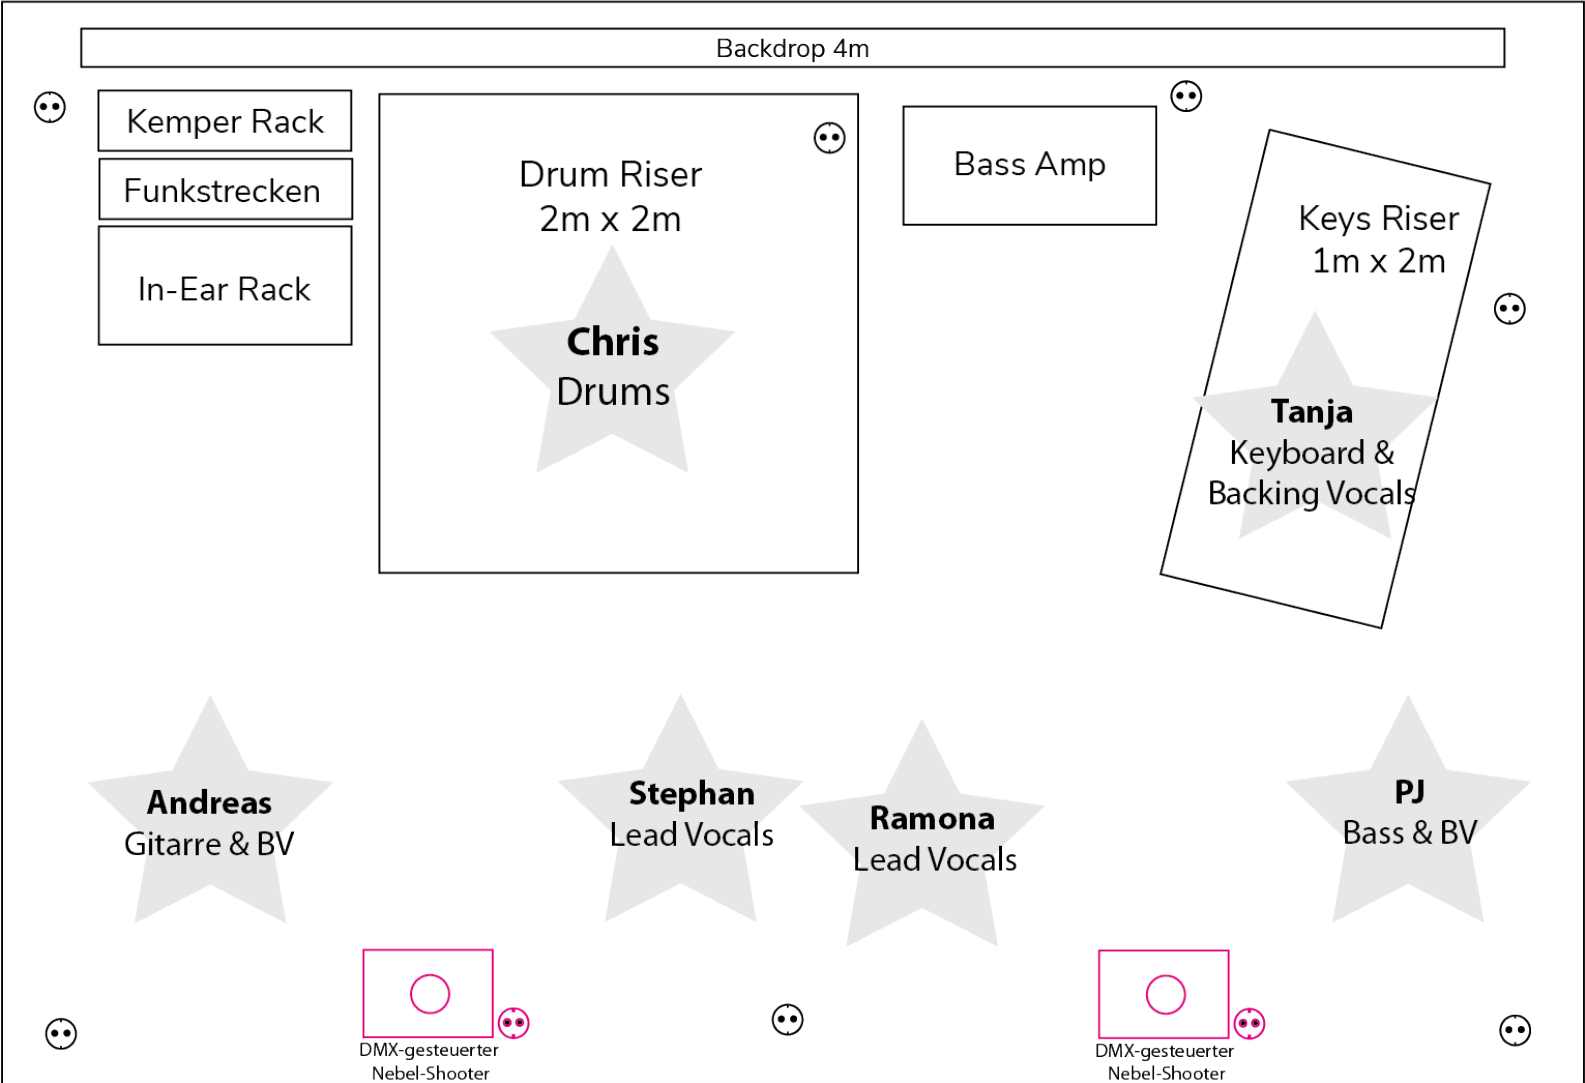 Backdrop 4m
Kemper Rack
Funkstrecken
In-Ear Rack
Drum Riser
2m x 2m
Chris
Drums
Bass Amp
Keys Riser
1m x 2m
Tanja
Keyboard &
Backing Vocals
Andreas
Gitarre & BV
Stephan
Lead Vocals
Ramona
Lead Vocals
PJ
Bass & BV
DMX-gesteuerter
Nebel-Shooter
DMX-gesteuerter
Nebel-Shooter